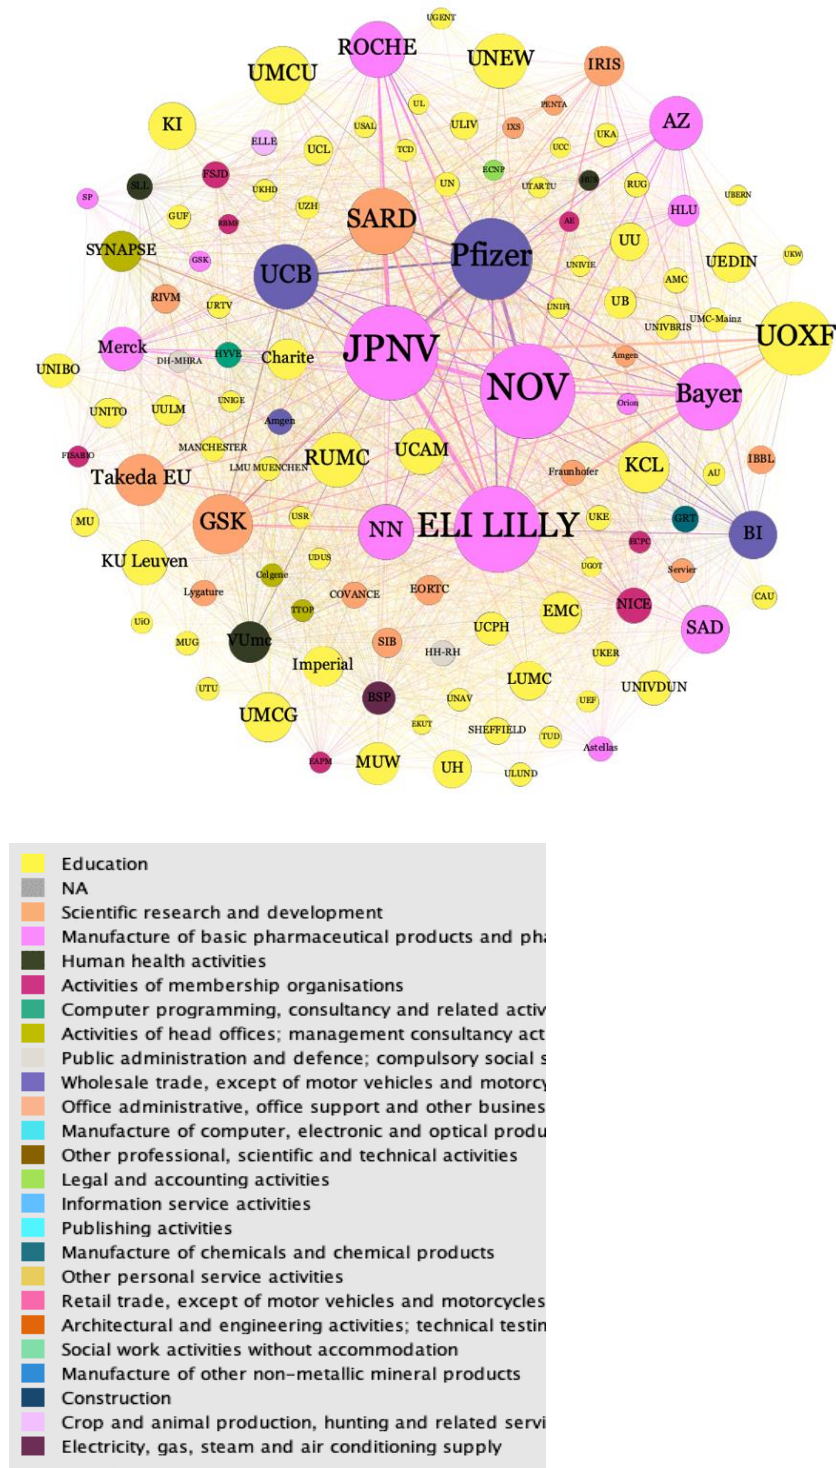 UGENT
ROCHE
UNEW
UMCU
IRIS
PENTA
UL
KI
USAL
ULIV
IXS
AZ
UKA
ELLE
UCL
TCD
UCC
ECNP
FSJD
UN
SLL
UKHD
UTARTU
RUG
UBERN
SP
UZH
HLU
GUF
SARD
AE
SYNAPSE
UU
Pfizer
UEDIN
UKW
GSK
UCB
UNIVIE
AMC
RIVM
URTV
UNIFI
UB
UMC-Mainz
UNIVBRIS
UOXF
Merck
HYVE
Charite
JPNV
DH-MHRA
Amgen
UNIBO
NOV
Bayer
UNIGE
Orion
UNITO
UULM
Amgen
MANCHESTER
UCAM
RUMC
FISABIO
LMU MUENCHEN
KCL
IBBL
Takeda EU
Fraunhofer
AU
MU
GSK
USR
NN
ELI LILLY
UKE
GRT
BI
ECPC
UDUS
KU Leuven
UGOT
Servier
Celgene
Lygature
COVANCE
EORTC
CAU
NICE
TTOP
EMC
UiO
UCPH
SAD
MUG
VUmc
SIB
HH-RH
UKER
Imperial
LUMC
UTU
UNIVDUN
BSP
UNAV
UEF
UMCG
EKUT
SHEFFIELD
TUD
Astellas
EAPM
MUW
UH
ULUND
Education
NA
Scientific research and development
Manufacture of basic pharmaceutical products and pha
Human health activities
Activities of membership organisations
Computer programming, consultancy and related activ
Activities of head offices; management consultancy act
Public administration and defence; compulsory social s
Wholesale trade, except of motor vehicles and motorcy
Office administrative, office support and other busines
Manufacture of computer, electronic and optical produ
Other professional, scientific and technical activities
Legal and accounting activities
Information service activities
Publishing activities
Manufacture of chemicals and chemical products
Other personal service activities
Retail trade, except of motor vehicles and motorcycles
Architectural and engineering activities; technical testin
Social work activities without accommodation
Manufacture of other non-metallic mineral products
Construction
Crop and animal production, hunting and related servi
Electricity, gas, steam and air conditioning supply